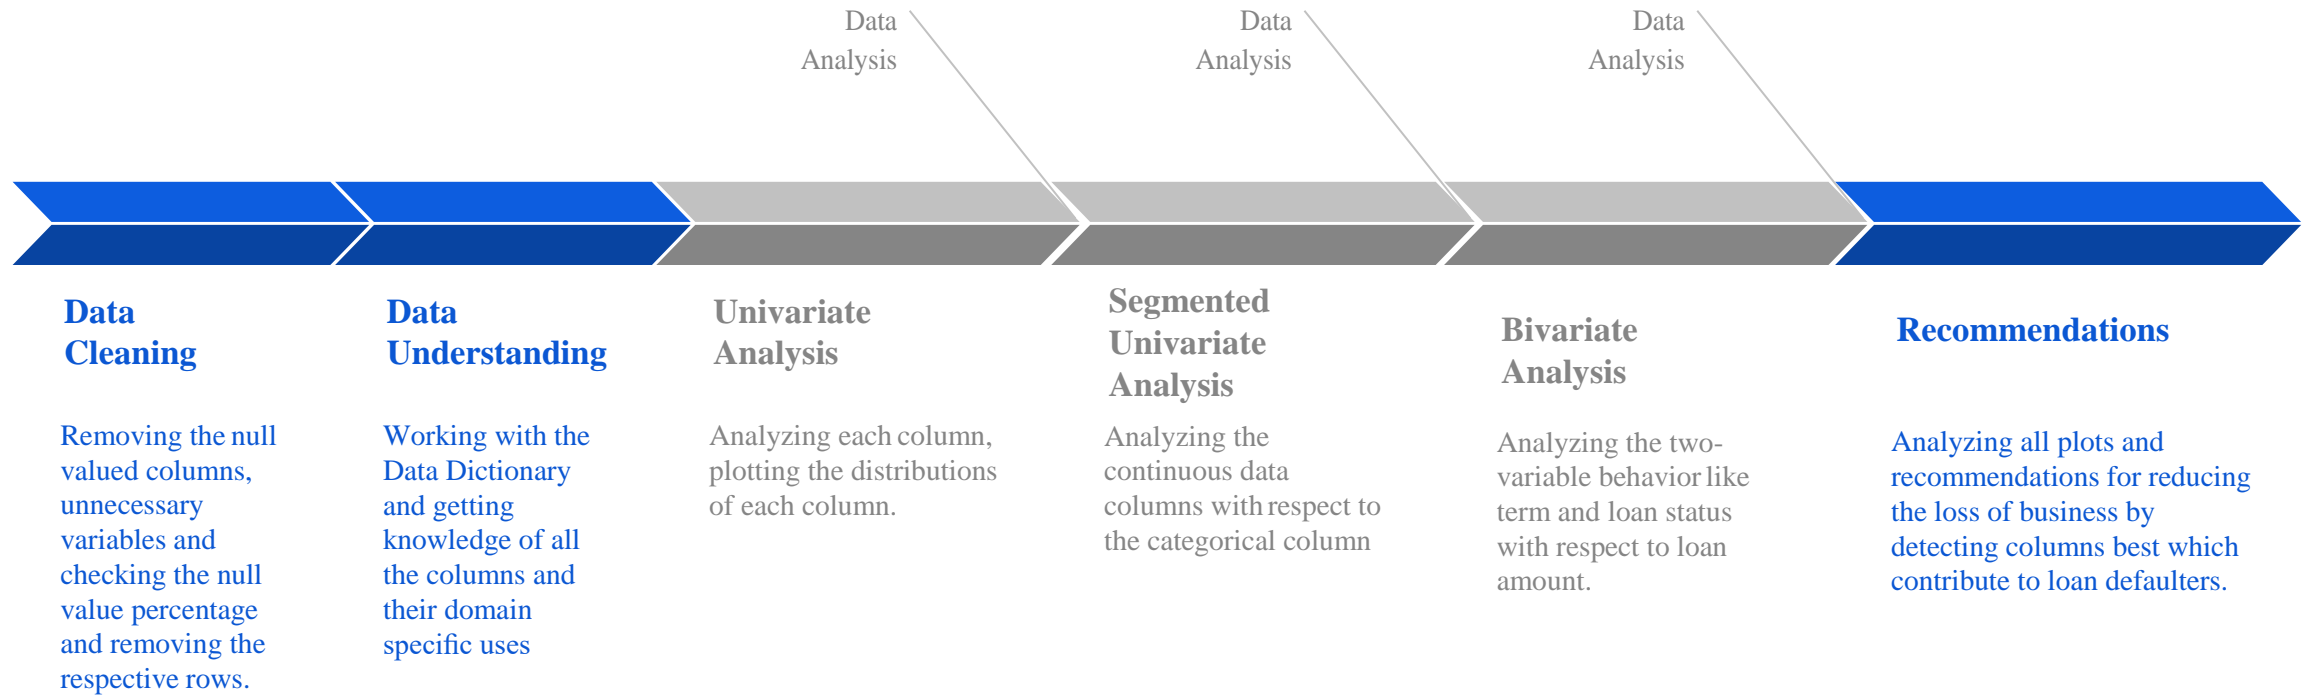 Data
Analysis
Data
Analysis
Data
Analysis
Data
Cleaning
Removing the null
valued columns,
unnecessary
variables and
checking the null
value percentage
and removing the
respective rows.
Data
Understanding
Working with the
Data Dictionary
and getting
knowledge of all
the columns and
their domain
specific uses
Univariate
Analysis
Analyzing each column,
plotting the distributions
of each column.
Segmented
Univariate
Analysis
Analyzing the
continuous data
columns with respect to
the categorical column
Bivariate
Analysis
Analyzing the two-
variable behavior like
term and loan status
with respect to loan
amount.
Recommendations
Analyzing all plots and
recommendations for reducing
the loss of business by
detecting columns best which
contribute to loan defaulters.